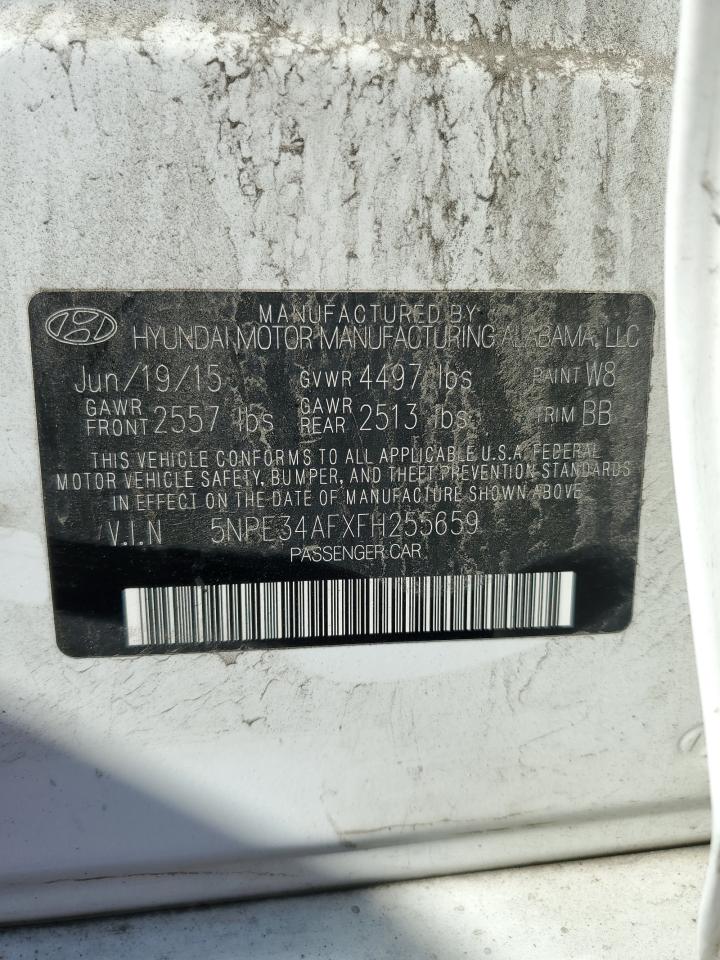 MANUFACTURED BY
HYUNDAI MOTOR MANUFACTURING ALABAMA, LLC
Jun/19/15 GVWR 4497 lbs PAINT W8
GAWR FRONT 2557 lbs GAWR REAR 2513 lbs TRIM BB
THIS VEHICLE CONFORMS TO ALL APPLICABLE U.S.A. FEDERAL
MOTOR VEHICLE SAFETY, BUMPER, AND THEFT PREVENTION STANDARDS
IN EFFECT ON THE DATE OF MANUFACTURE SHOWN ABOVE
V.I.N 5NPE34AFXFH255659
PASSENGER CAR